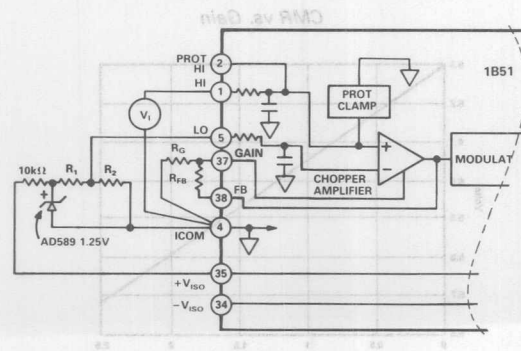 CMR vs. Gain
PROT
HI
2
1B51
HI
1
PROT
CLAMP
Vi
LO
5
+
RG
37
GAIN
10kΩ
R1
R2
RFB
−
MODULAT
CHOPPER
AMPLIFIER
+
38
FB
AD589 1.25V
4
ICOM
35
+VISO
−VISO
34